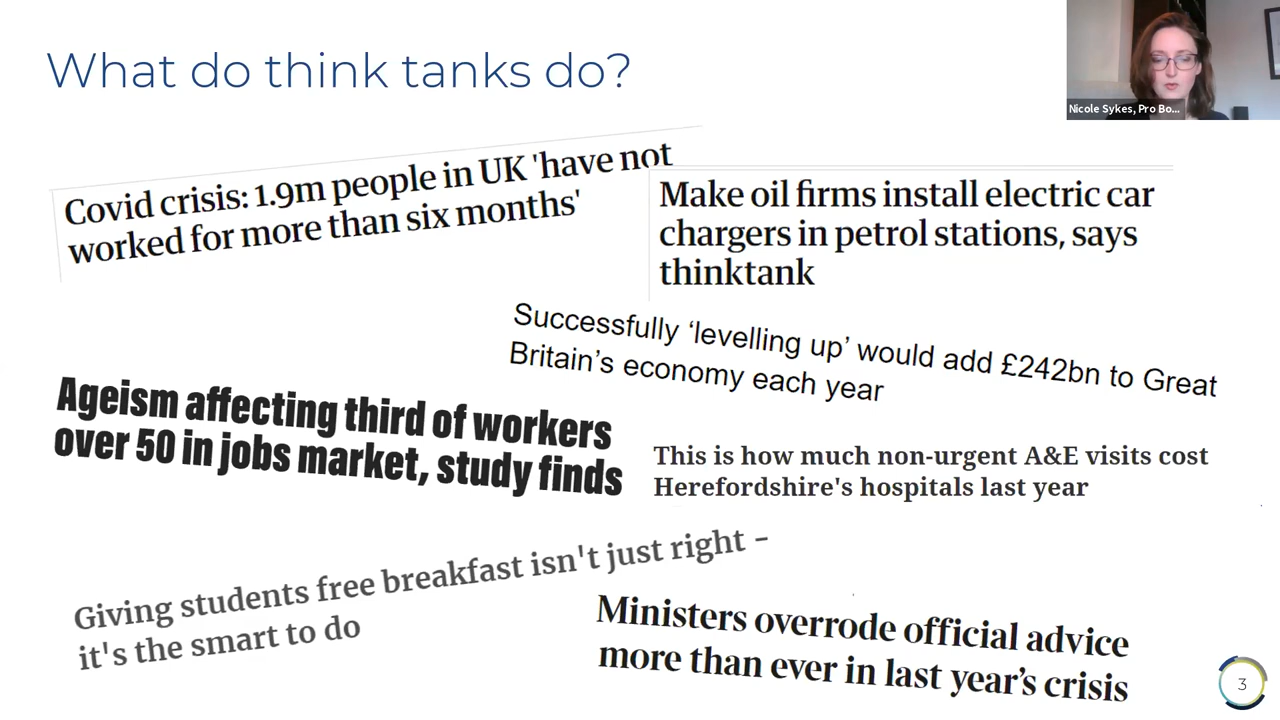 What do think tanks do?
Nicole Sykes, Pro Bo...
Covid crisis: 1.9m people in UK 'have not
worked for more than six months'
Make oil firms install electric car
chargers in petrol stations, says
thinktank
Successfully ‘levelling up’ would add £242bn to Great
Britain’s economy each year
Ageism affecting third of workers
over 50 in jobs market, study finds
This is how much non-urgent A&E visits cost
Herefordshire's hospitals last year
Giving students free breakfast isn't just right –
it's the smart to do
Ministers overrode official advice
more than ever in last year’s crisis
3